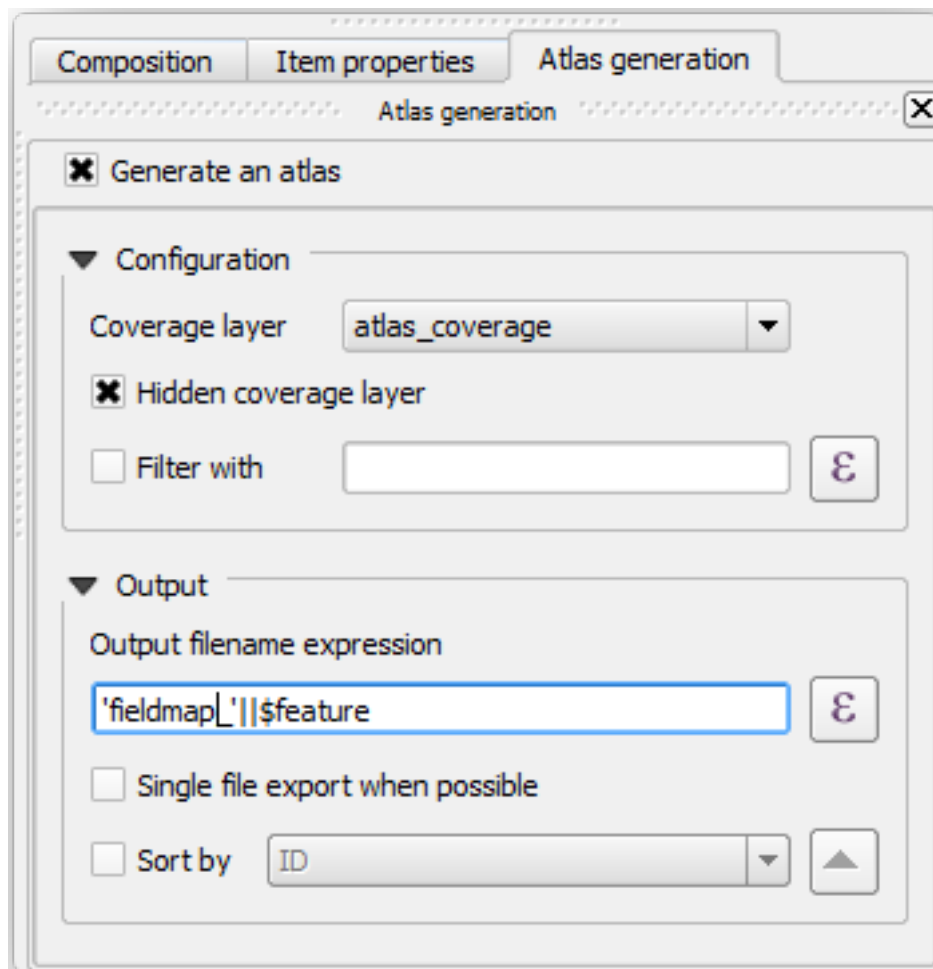 Composition Item properties Atlas generation
Atlas generation
Generate an atlas
Configuration
Coverage layer atlas_coverage
Hidden coverage layer
Filter with ε
Output
Output filename expression
'fieldmap_'||$feature ε
Single file export when possible
Sort by ID